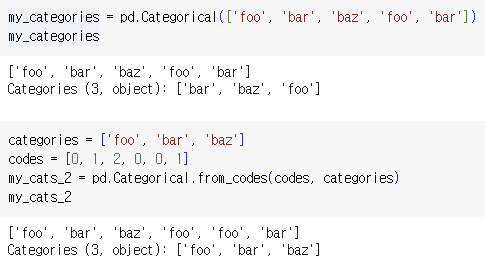 my_categories = pd.Categorical(['foo', 'bar', 'baz', 'foo', 'bar'])
my_categories
['foo', 'bar', 'baz', 'foo', 'bar']
Categories (3, object): ['bar', 'baz', 'foo']
categories = ['foo', 'bar', 'baz']
codes = [0, 1, 2, 0, 0, 1]
my_cats_2 = pd.Categorical.from_codes(codes, categories)
my_cats_2
['foo', 'bar', 'baz', 'foo', 'foo', 'bar']
Categories (3, object): ['foo', 'bar', 'baz']